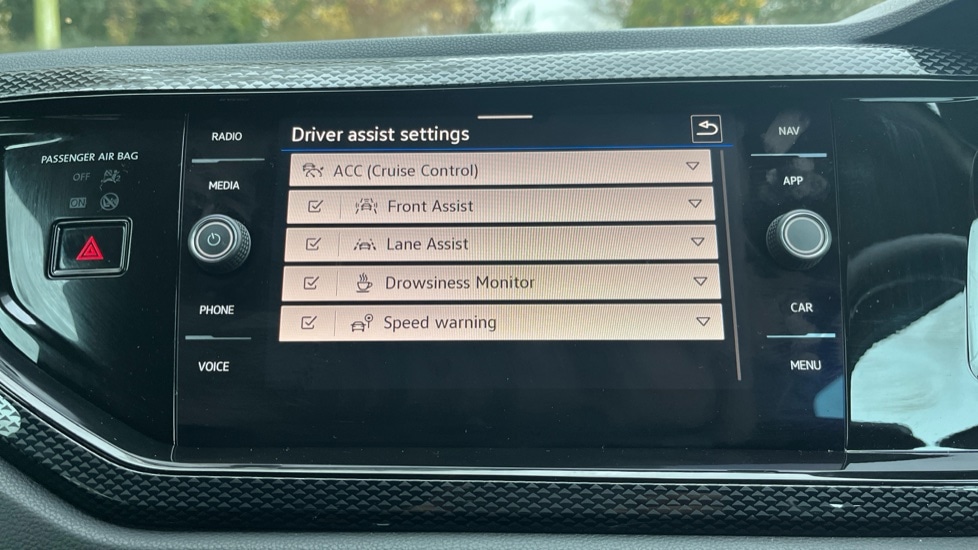 PASSENGER AIR BAG
OFF
ON
RADIO
MEDIA
PHONE
VOICE
Driver assist settings
ACC (Cruise Control)
Front Assist
Lane Assist
Drowsiness Monitor
Speed warning
NAV
APP
CAR
MENU